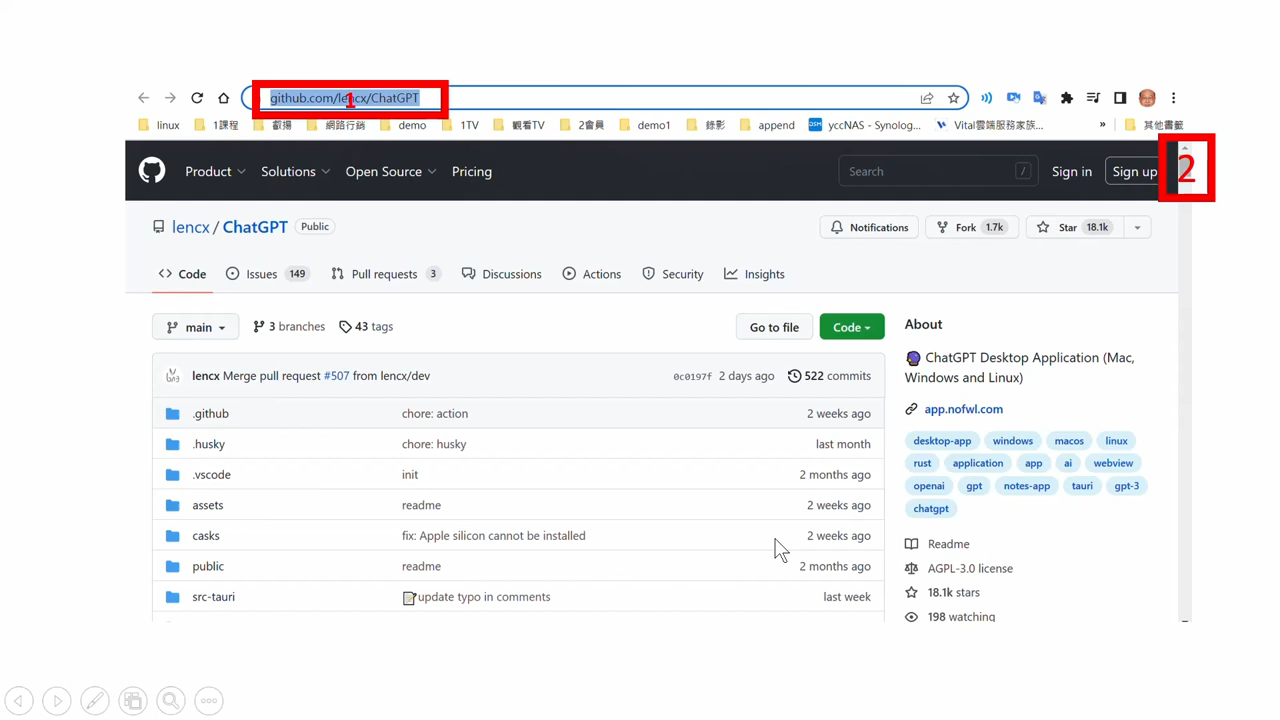 github.com/lencx/ChatGPT
1
linux 1課程 叡揚 網路行銷 demo 1TV 觀看TV 2會員 demo1 錄影 append DSM yccNAS - Synolog... Vital雲端服務家族... » 其他書籤
Product Solutions Open Source Pricing Search / Sign in Sign up
2
lencx / ChatGPT Public Notifications Fork 1.7k Star 18.1k
Code Issues 149 Pull requests 3 Discussions Actions Security Insights
main 3 branches 43 tags Go to file Code
lencx Merge pull request #507 from lencx/dev 0c0197f 2 days ago 522 commits
.github chore: action 2 weeks ago
.husky chore: husky last month
.vscode init 2 months ago
assets readme 2 weeks ago
casks fix: Apple silicon cannot be installed 2 weeks ago
public readme 2 months ago
src-tauri update typo in comments last week
About
ChatGPT Desktop Application (Mac,
Windows and Linux)
app.nofwl.com
desktop-app windows macos linux
rust application app ai webview
openai gpt notes-app tauri gpt-3
chatgpt
Readme
AGPL-3.0 license
18.1k stars
198 watching